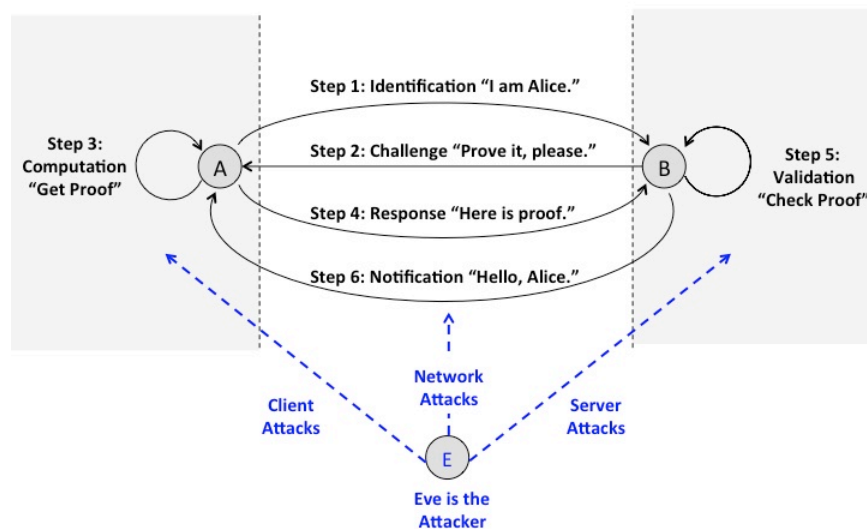 Step 1: Identification “I am Alice.”
Step 3:
Computation
“Get Proof”
A
Step 2: Challenge “Prove it, please.”
B
Step 5:
Validation
“Check Proof”
Step 4: Response “Here is proof.”
Step 6: Notification “Hello, Alice.”
Client
Attacks
Network
Attacks
Server
Attacks
E
Eve is the
Attacker